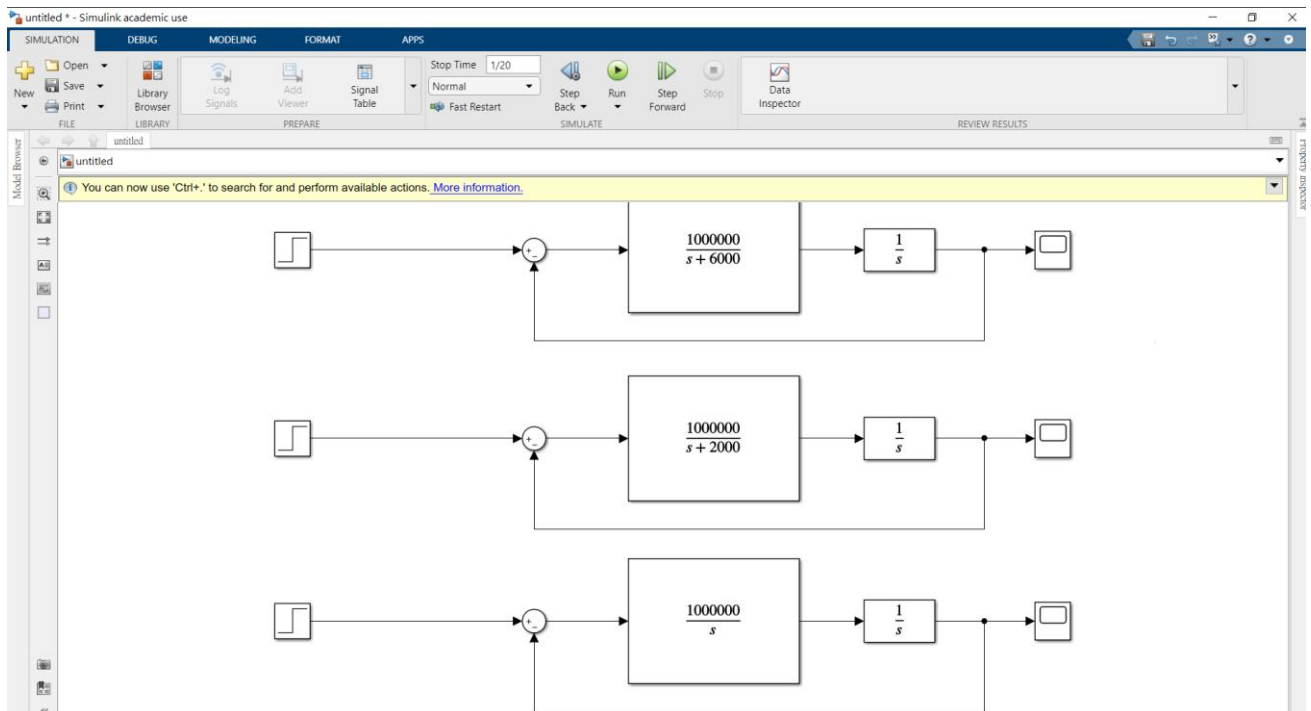 untitled * - Simulink academic use
SIMULATION DEBUG MODELING FORMAT APPS
New
Open
Save
Print
FILE
Library Browser
LIBRARY
Log Signals
Add Viewer
Signal Table
PREPARE
Stop Time 1/20
Normal
Fast Restart
Step Back
Run
Step Forward
Stop
SIMULATE
Data Inspector
REVIEW RESULTS
Model Browser
untitled
untitled
Property Inspector
You can now use 'Ctrl+.' to search for and perform available actions. More information.
+ -
1000000
s + 6000
1
s
+ -
1000000
s + 2000
1
s
+ -
1000000
s
1
s